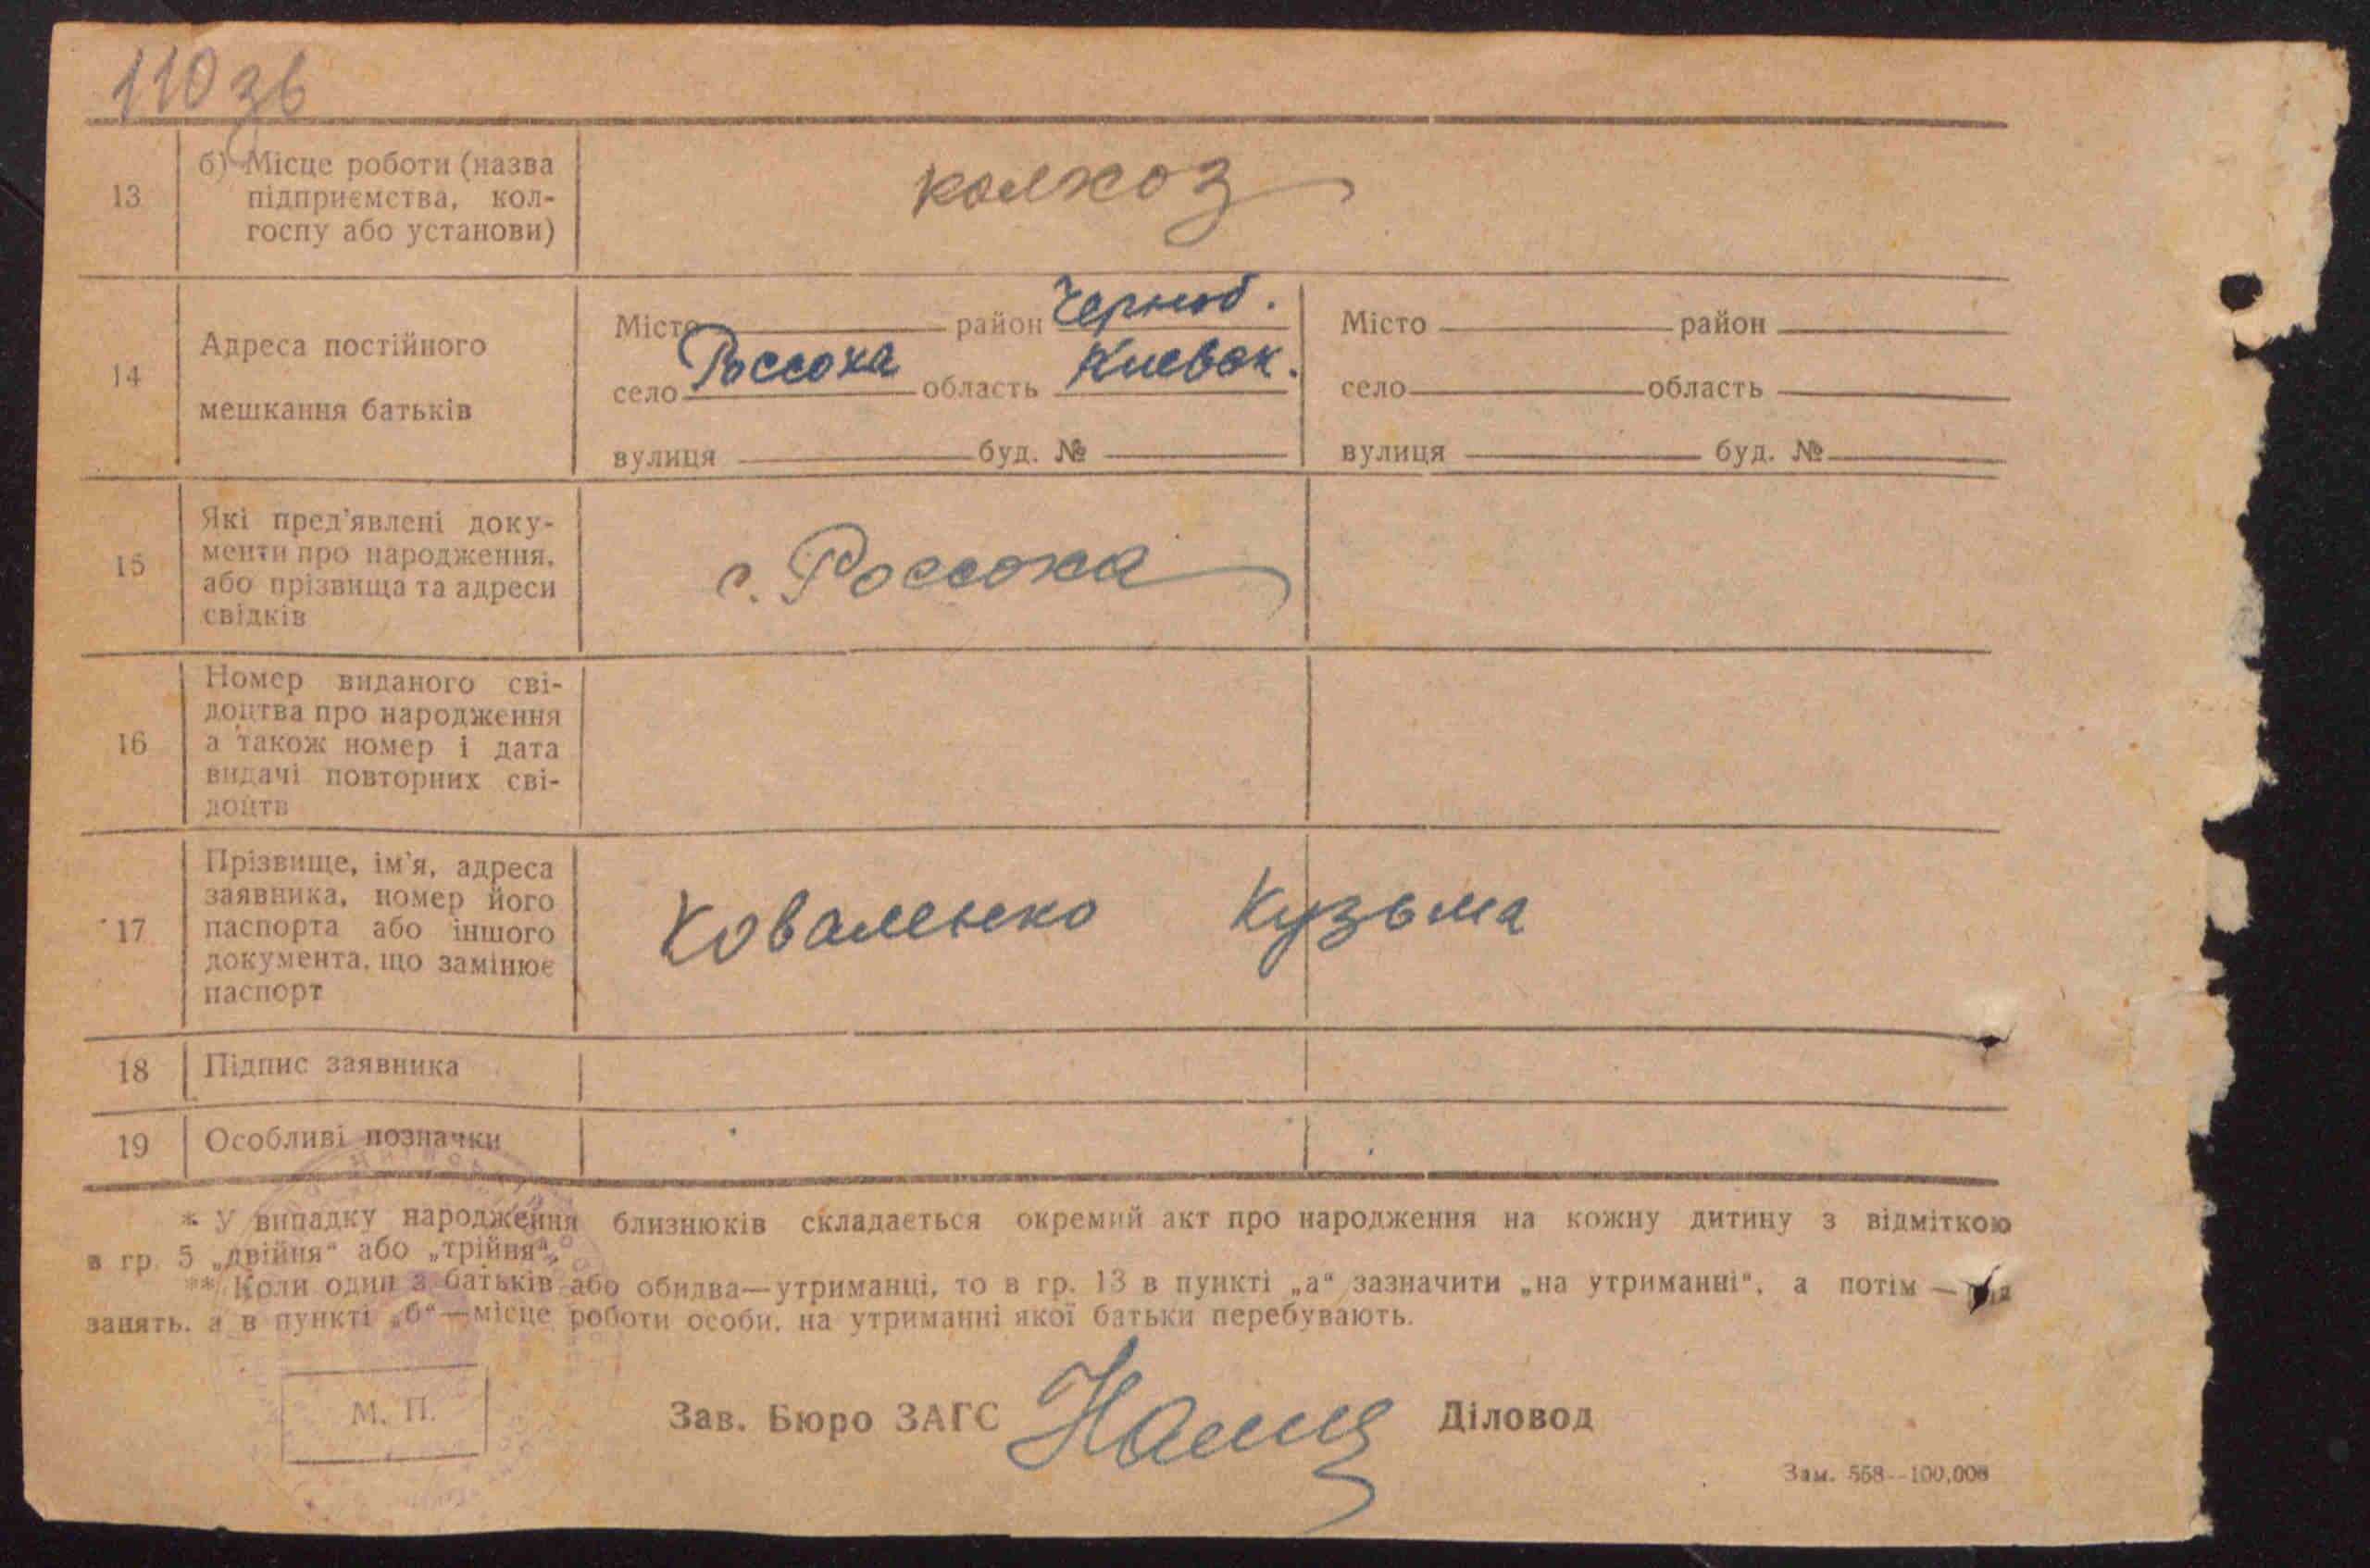 110 зв
13
б) Місце роботи (назва
підприємства, кол-
госпу або установи)
колхоз
14
Адреса постійного
мешкання батьків
Місто район Черноб.
село Россоха область Киевск.
вулиця буд. №
Місто район
село область
вулиця буд. №
15
Які пред'явлені доку-
менти про народження,
або прізвища та адреси
свідків
с. Россоха
16
Номер виданого сві-
доцтва про народження
а також номер і дата
видачі повторних сві-
доцтв
17
Прізвище, ім'я, адреса
заявника, номер його
паспорта або іншого
документа, що замінює
паспорт
Коваленко Кузьма
18 Підпис заявника
19 Особливі позначки
* У випадку народження близнюків складається окремий акт про народження на кожну дитину з відміткою
в гр. 5 „двійня“ або „трійня“.
** Коли один з батьків або обидва—утриманці, то в гр. 13 в пункті „а“ зазначити „на утриманні“, а потім —
занять, а в пункті „б“—місце роботи особи, на утриманні якої батьки перебувають.
М. П.
Зав. Бюро ЗАГС
Діловод
Зам. 558--100,000